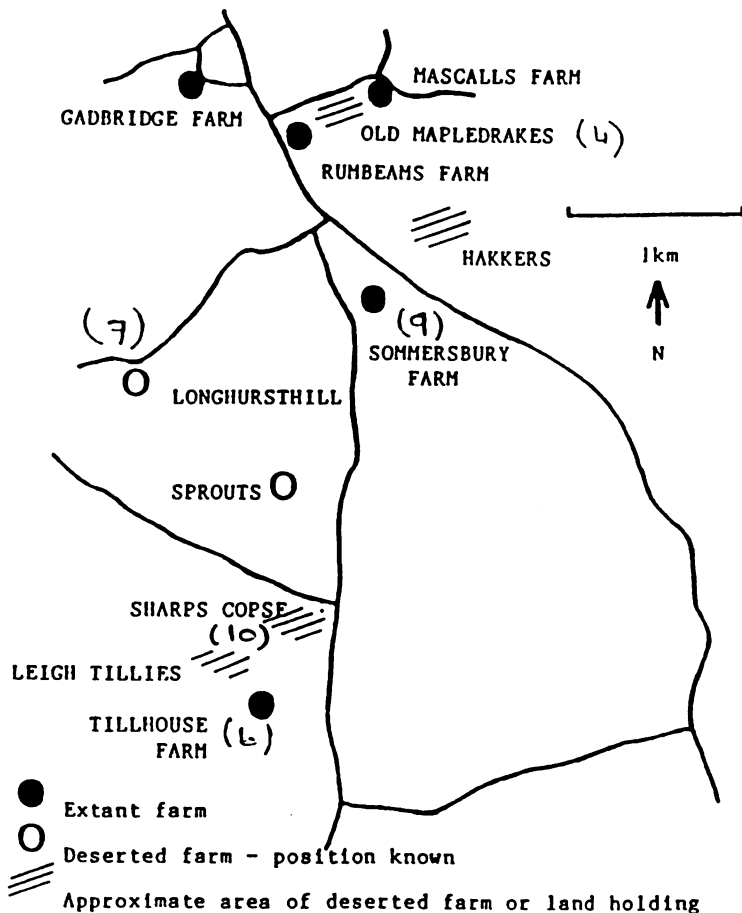 MASCALLS FARM
GADBRIDGE FARM
OLD MAPLEDRAKES (4)
RUMBEAMS FARM
HAKKERS
1km
N
(7)
(9)
SOMMERSBURY
FARM
LONGHURSTHILL
SPROUTS
SHARPS COPSE
(10)
LEIGH TILLIES
TILLHOUSE
FARM (6)
Extant farm
Deserted farm - position known
Approximate area of deserted farm or land holding